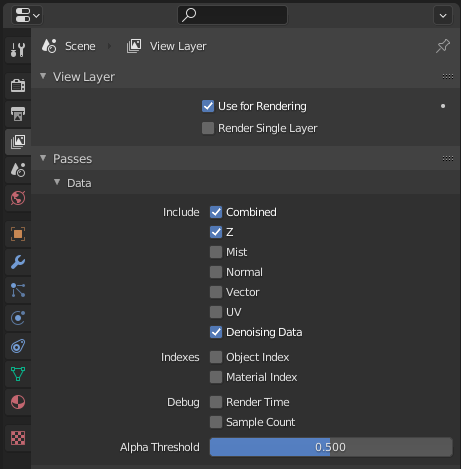 Scene View Layer
View Layer
Use for Rendering
Render Single Layer
Passes
Data
Include Combined
Z
Mist
Normal
Vector
UV
Denoising Data
Indexes Object Index
Material Index
Debug Render Time
Sample Count
Alpha Threshold 0.500